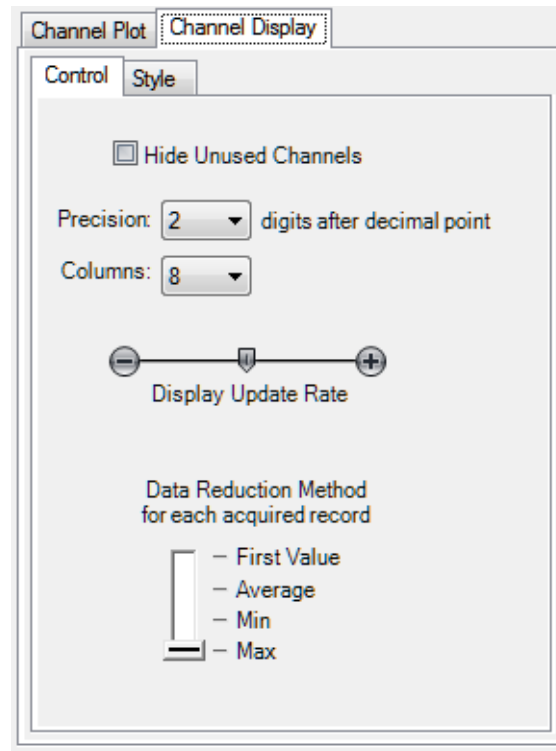 Channel Plot Channel Display
Control Style
Hide Unused Channels
Precision: 2 digits after decimal point
Columns: 8
Display Update Rate
Data Reduction Method
for each acquired record
First Value
Average
Min
Max